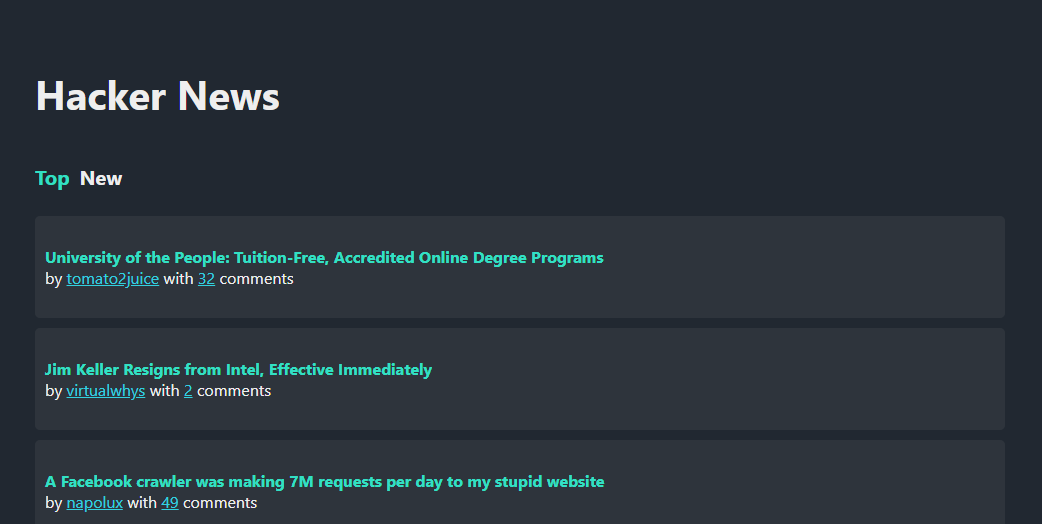 Hacker News
Top New
University of the People: Tuition-Free, Accredited Online Degree Programs
by tomato2juice with 32 comments
Jim Keller Resigns from Intel, Effective Immediately
by virtualwhys with 2 comments
A Facebook crawler was making 7M requests per day to my stupid website
by napolux with 49 comments